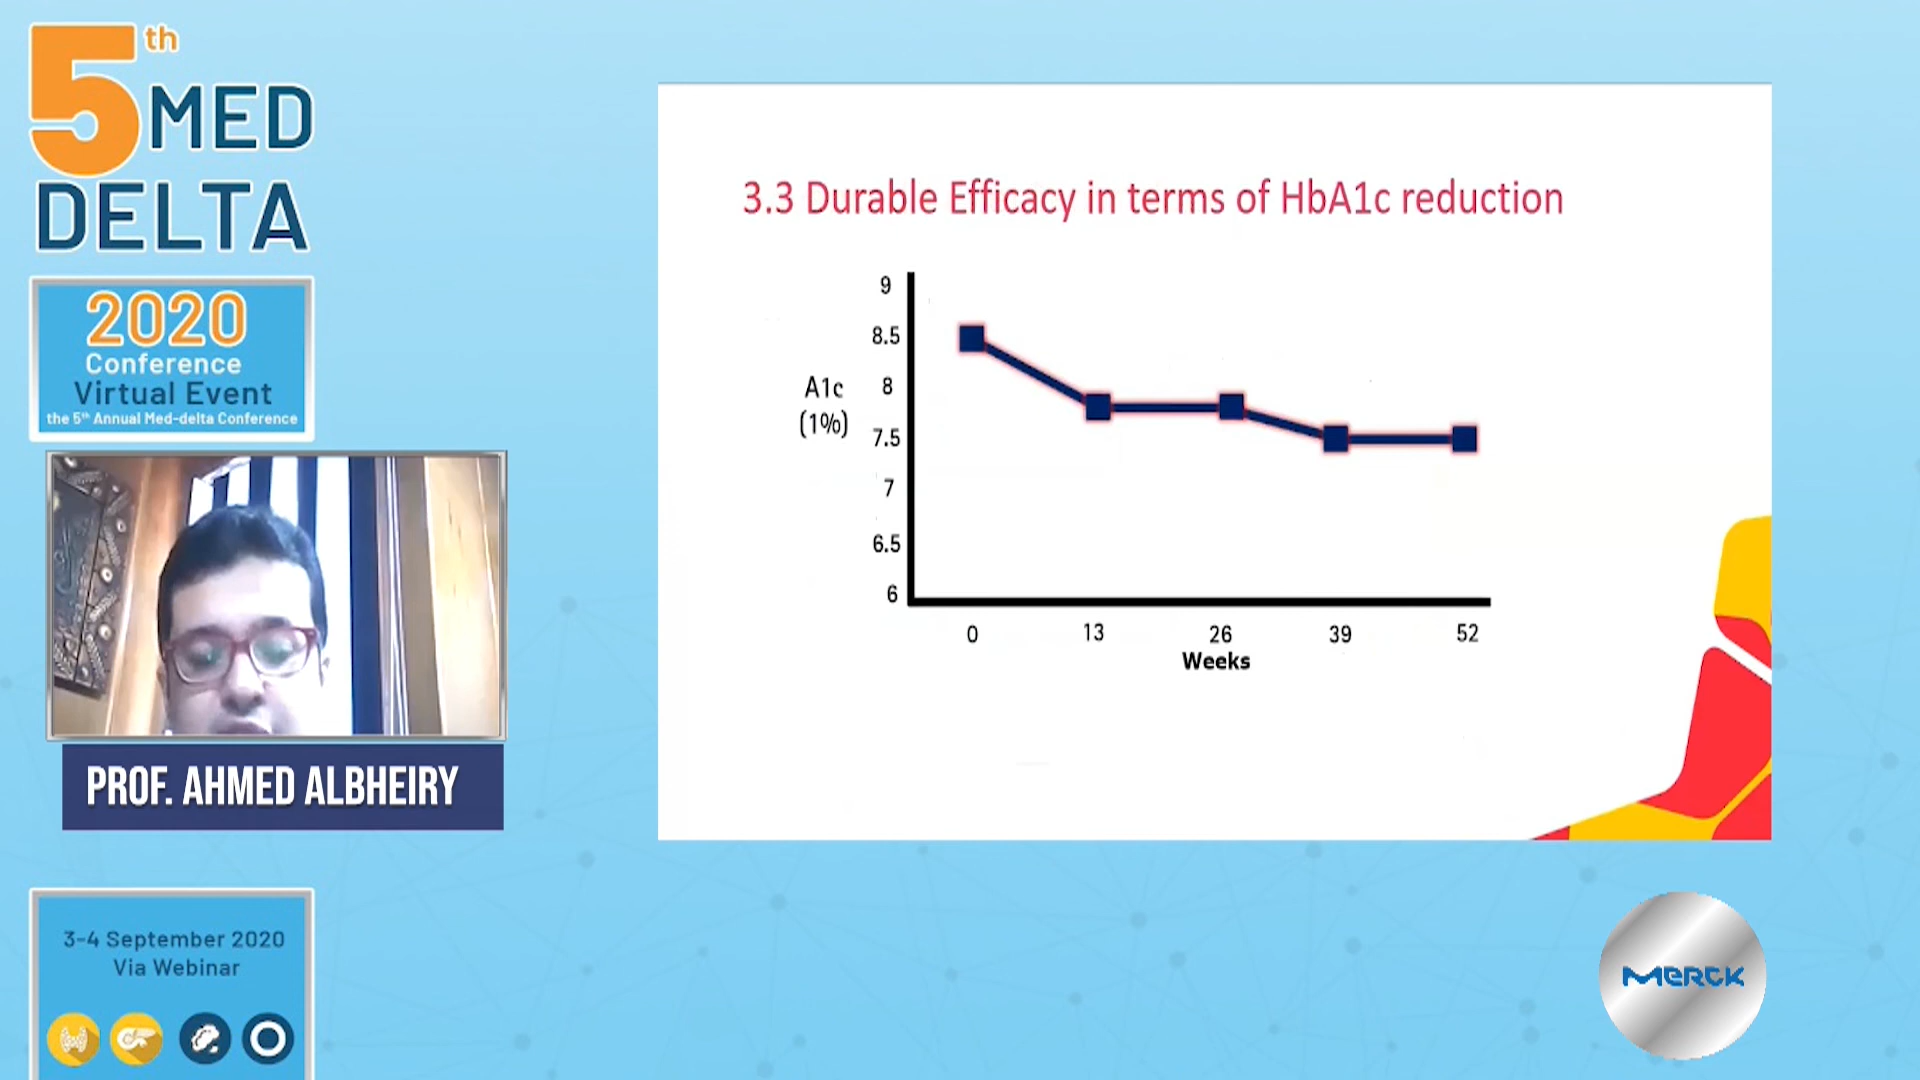 5th
MED
DELTA
2020
Conference
Virtual Event
the 5th Annual Med-delta Conference
PROF. AHMED ALBHEIRY
3-4 September 2020
Via Webinar
3.3 Durable Efficacy in terms of HbA1c reduction
A1c
(1%)
9
8.5
8
7.5
7
6.5
6
0 13 26 39 52
Weeks
MERCK